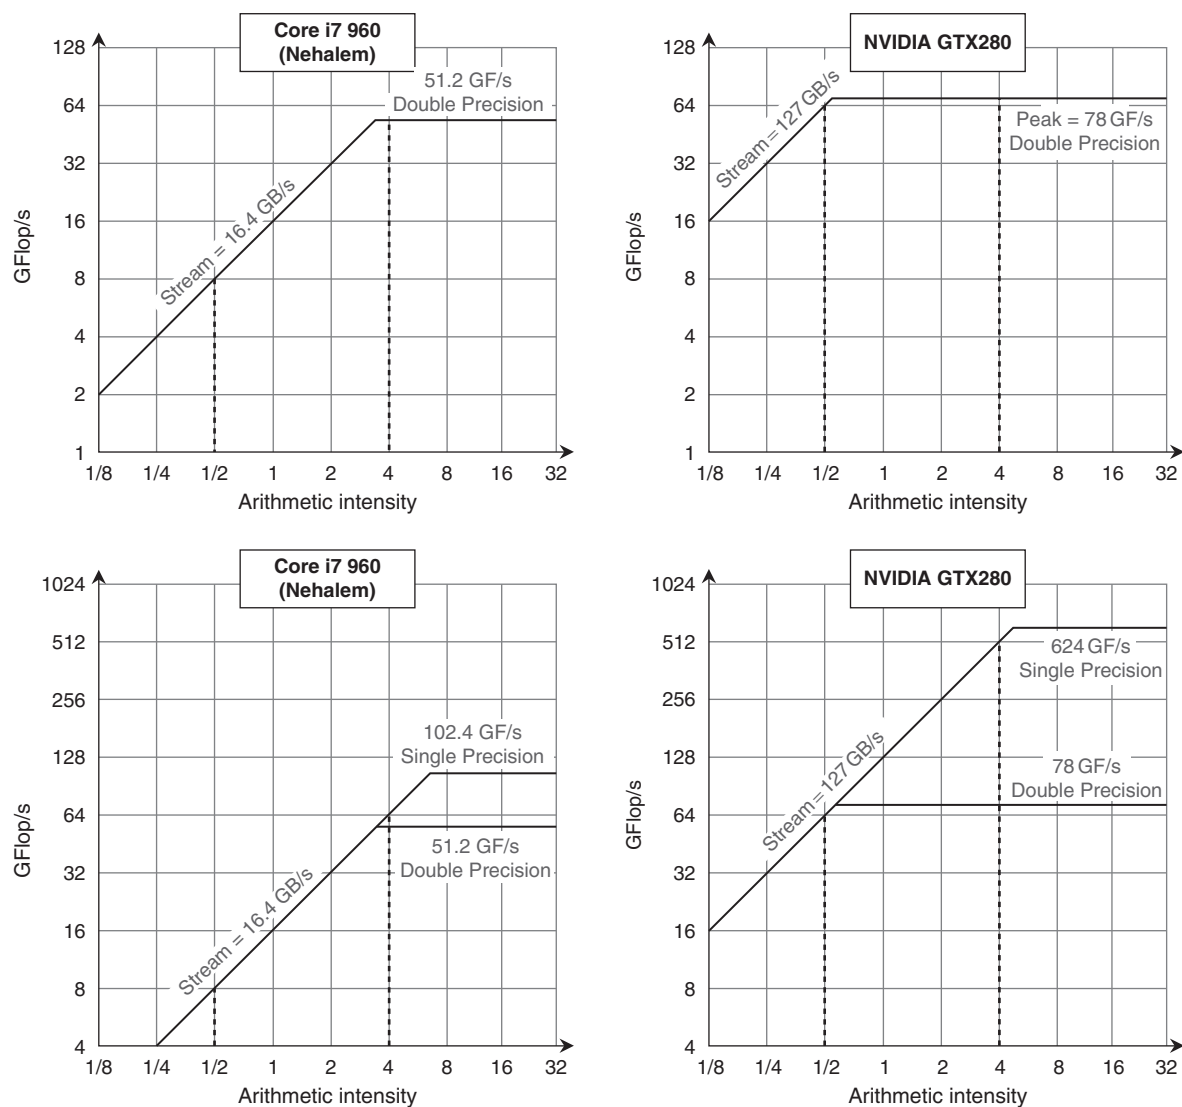 Core i7 960
(Nehalem)
128
64
32
16
8
4
2
1
GFlop/s
51.2 GF/s
Double Precision
Stream = 16.4 GB/s
1/8 1/4 1/2 1 2 4 8 16 32
Arithmetic intensity
NVIDIA GTX280
128
64
32
16
8
4
2
1
GFlop/s
Stream = 127 GB/s
Peak = 78 GF/s
Double Precision
1/8 1/4 1/2 1 2 4 8 16 32
Arithmetic intensity
Core i7 960
(Nehalem)
1024
512
256
128
64
32
16
8
4
GFlop/s
102.4 GF/s
Single Precision
51.2 GF/s
Double Precision
Stream = 16.4 GB/s
1/8 1/4 1/2 1 2 4 8 16 32
Arithmetic intensity
NVIDIA GTX280
1024
512
256
128
64
32
16
8
4
GFlop/s
624 GF/s
Single Precision
78 GF/s
Double Precision
Stream = 127 GB/s
1/8 1/4 1/2 1 2 4 8 16 32
Arithmetic intensity